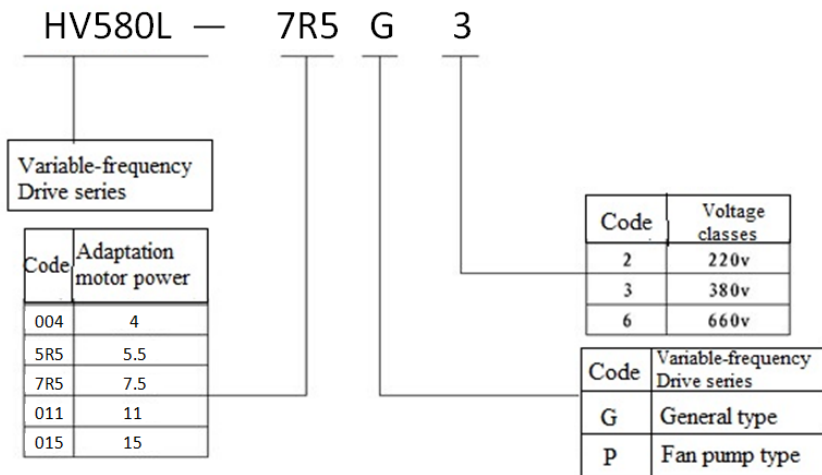 HV580L — 7R5 G 3
Variable-frequency
Drive series
Code Adaptation motor power
004 4
5R5 5.5
7R5 7.5
011 11
015 15
Code Voltage classes
2 220v
3 380v
6 660v
Code Variable-frequency Drive series
G General type
P Fan pump type